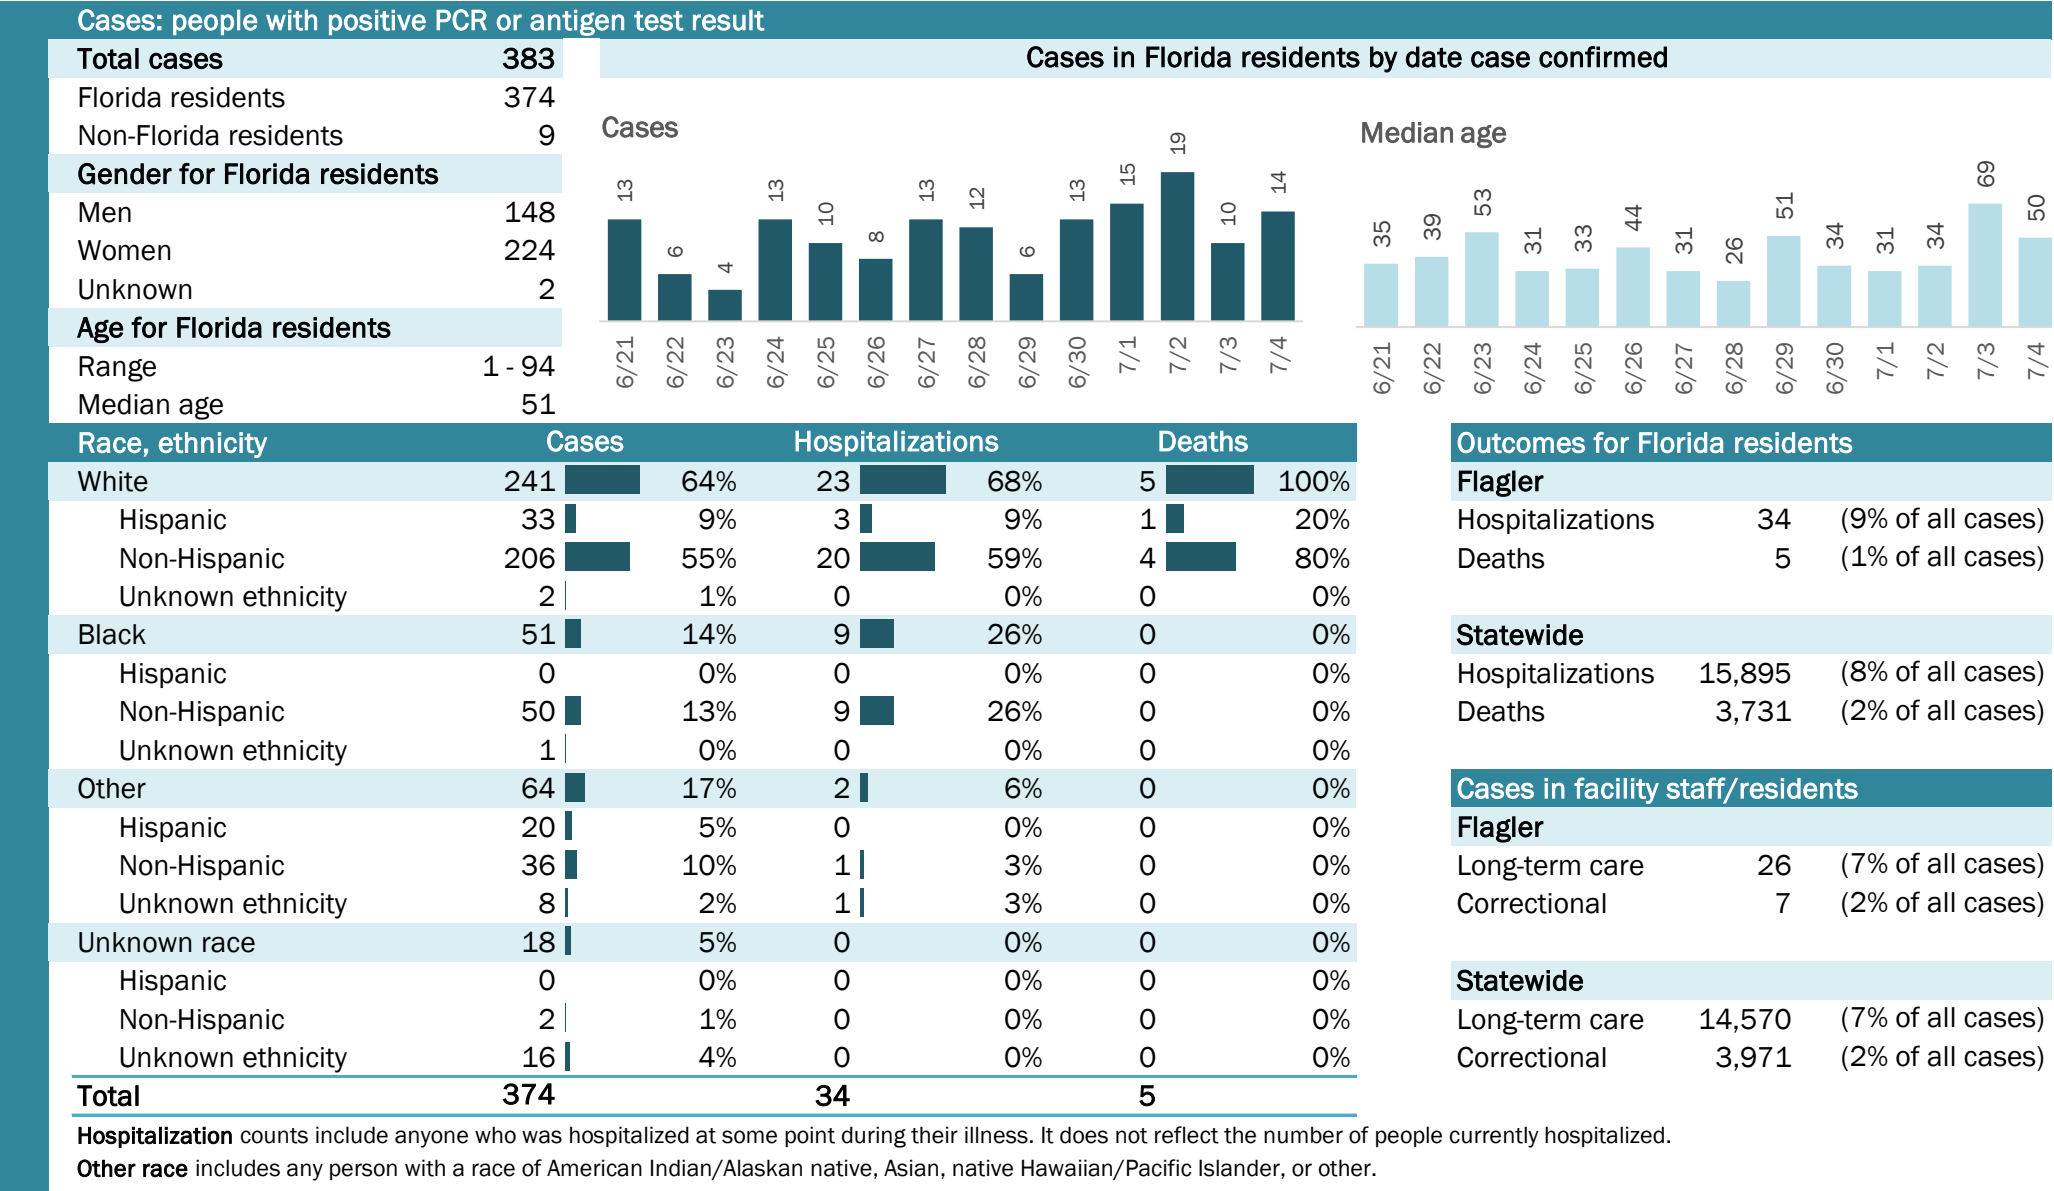 Cases: people with positive PCR or antigen test result
Total cases 383
Florida residents 374
Non-Florida residents 9
Gender for Florida residents
Men 148
Women 224
Unknown 2
Age for Florida residents
Range 1 - 94
Median age 51
Cases in Florida residents by date case confirmed
Cases
13 6 4 13 10 8 13 12 6 13 15 19 10 14
6/21 6/22 6/23 6/24 6/25 6/26 6/27 6/28 6/29 6/30 7/1 7/2 7/3 7/4
Median age
35 39 53 31 33 44 31 26 51 34 31 34 69 50
6/21 6/22 6/23 6/24 6/25 6/26 6/27 6/28 6/29 6/30 7/1 7/2 7/3 7/4
Race, ethnicity Cases Hospitalizations Deaths
White 241 64% 23 68% 5 100%
Hispanic 33 9% 3 9% 1 20%
Non-Hispanic 206 55% 20 59% 4 80%
Unknown ethnicity 2 1% 0 0% 0 0%
Black 51 14% 9 26% 0 0%
Hispanic 0 0% 0 0% 0 0%
Non-Hispanic 50 13% 9 26% 0 0%
Unknown ethnicity 1 0% 0 0% 0 0%
Other 64 17% 2 6% 0 0%
Hispanic 20 5% 0 0% 0 0%
Non-Hispanic 36 10% 1 3% 0 0%
Unknown ethnicity 8 2% 1 3% 0 0%
Unknown race 18 5% 0 0% 0 0%
Hispanic 0 0% 0 0% 0 0%
Non-Hispanic 2 1% 0 0% 0 0%
Unknown ethnicity 16 4% 0 0% 0 0%
Total 374 34 5
Outcomes for Florida residents
Flagler
Hospitalizations 34 (9% of all cases)
Deaths 5 (1% of all cases)
Statewide
Hospitalizations 15,895 (8% of all cases)
Deaths 3,731 (2% of all cases)
Cases in facility staff/residents
Flagler
Long-term care 26 (7% of all cases)
Correctional 7 (2% of all cases)
Statewide
Long-term care 14,570 (7% of all cases)
Correctional 3,971 (2% of all cases)
Hospitalization counts include anyone who was hospitalized at some point during their illness. It does not reflect the number of people currently hospitalized.
Other race includes any person with a race of American Indian/Alaskan native, Asian, native Hawaiian/Pacific Islander, or other.